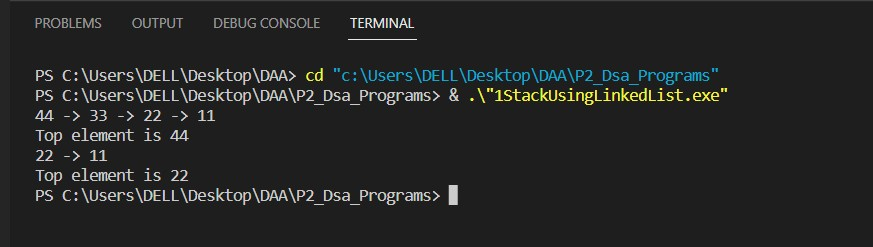 PROBLEMS OUTPUT DEBUG CONSOLE TERMINAL
PS C:\Users\DELL\Desktop\DAA> cd "c:\Users\DELL\Desktop\DAA\P2_Dsa_Programs"
PS C:\Users\DELL\Desktop\DAA\P2_Dsa_Programs> & .\"1StackUsingLinkedList.exe"
44 -> 33 -> 22 -> 11
Top element is 44
22 -> 11
Top element is 22
PS C:\Users\DELL\Desktop\DAA\P2_Dsa_Programs>